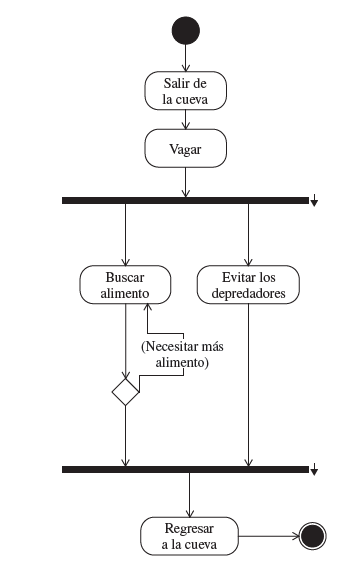 Salir de
la cueva
Vagar
Buscar
alimento
Evitar los
depredadores
(Necesitar más
alimento)
Regresar
a la cueva